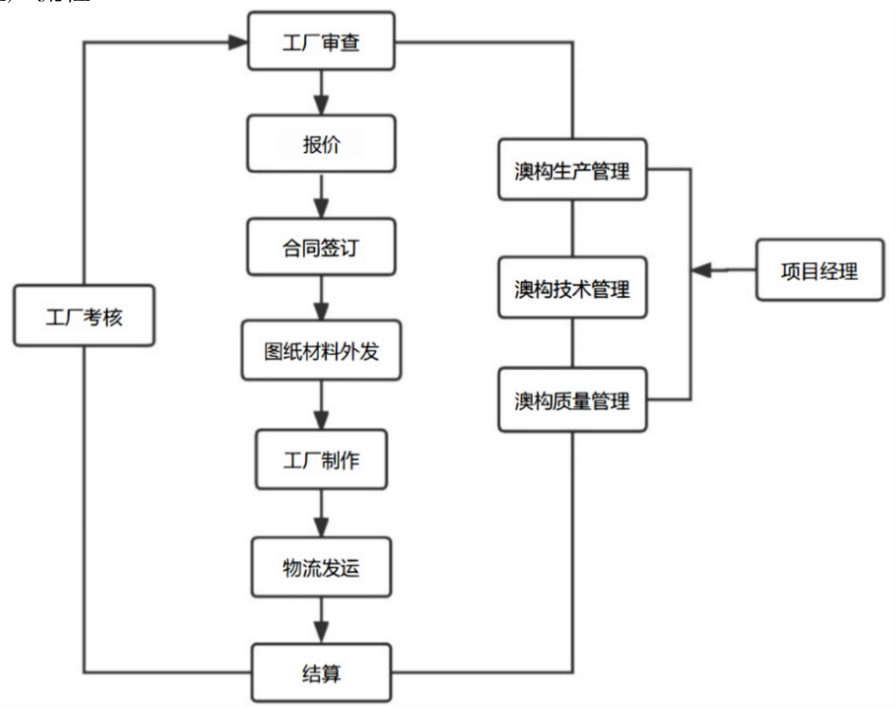 工厂审查
报价
合同签订
图纸材料外发
工厂制作
物流发运
结算
工厂考核
澳构生产管理
澳构技术管理
澳构质量管理
项目经理